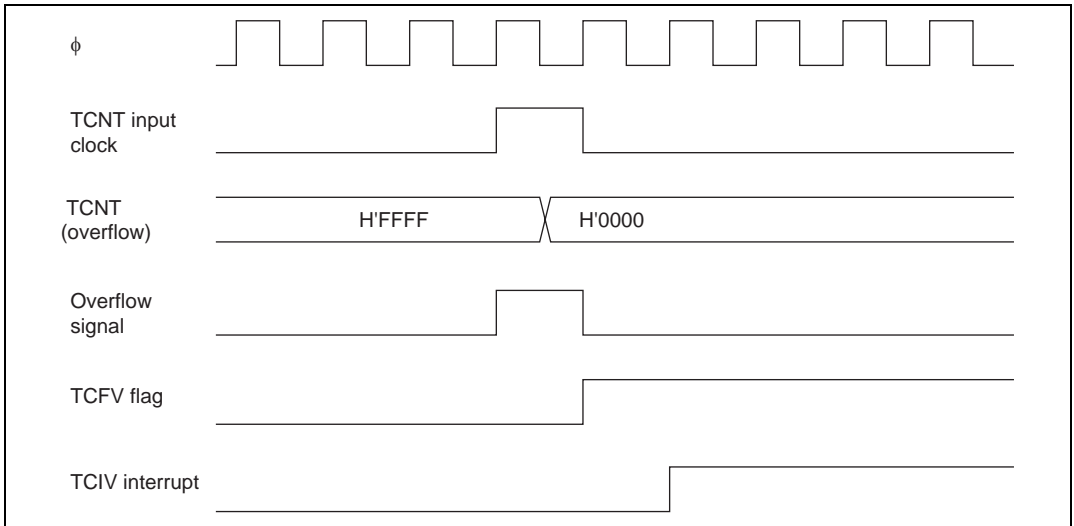 ϕ
TCNT input
clock
TCNT
(overflow)
H'FFFF
H'0000
Overflow
signal
TCFV flag
TCIV interrupt